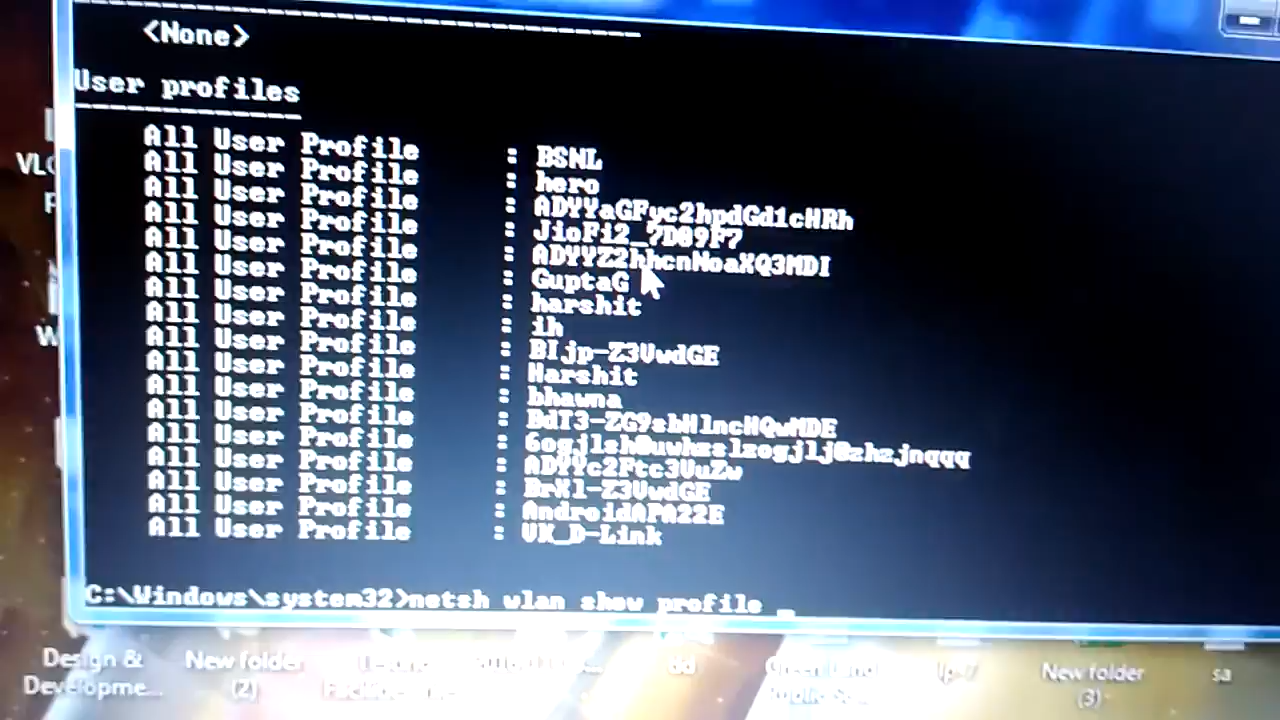 <None>
User profiles
All User Profile : BSNL
All User Profile : hero
All User Profile : ADYYaGFyc2hpdGd1cHRh
All User Profile : JioFi2_7D09F7
All User Profile : ADYYZ2hhcnNoaXQ3MDI
All User Profile : GuptaG
All User Profile : harshit
All User Profile : ih
All User Profile : BIjp-Z3VwdGE
All User Profile : Harshit
All User Profile : bhawna
All User Profile : BdT3-ZG9sbHlncHQwMDE
All User Profile :
All User Profile : ADYYc2Ftc3VuZw
All User Profile : BrXl-Z3VwdGE
All User Profile : AndroidAPA22E
All User Profile : VK_D-Link
C:\Windows\system32>netsh wlan show profile _
Design &
Developme...
New folder
(2)
New folder
(3)
sa